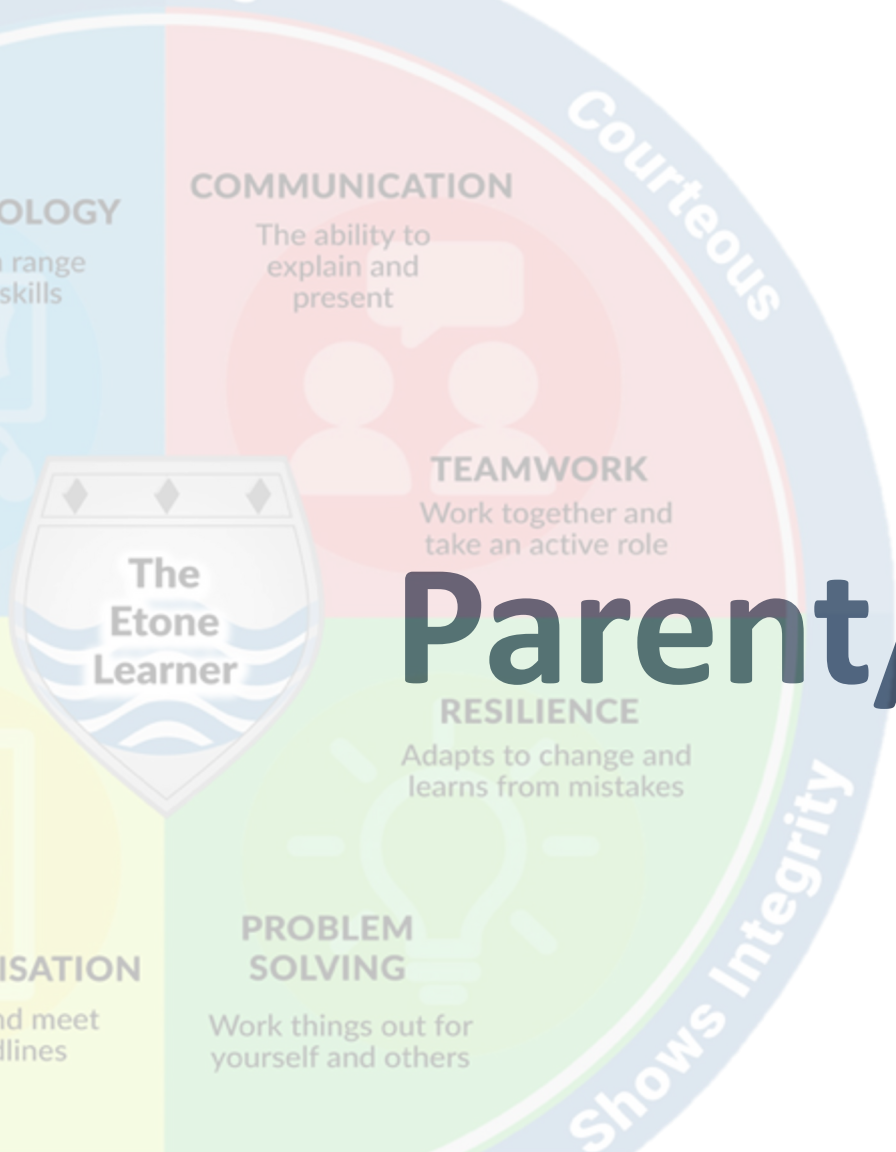 Courteous
COMMUNICATION
The ability to
explain and
present
OLOGY
range
skills
TEAMWORK
Work together and
take an active role
The
Etone
Learner
Parent/
RESILIENCE
Adapts to change and
learns from mistakes
PROBLEM
SOLVING
Work things out for
yourself and others
ISATION
nd meet
dlines
Shows Integrity